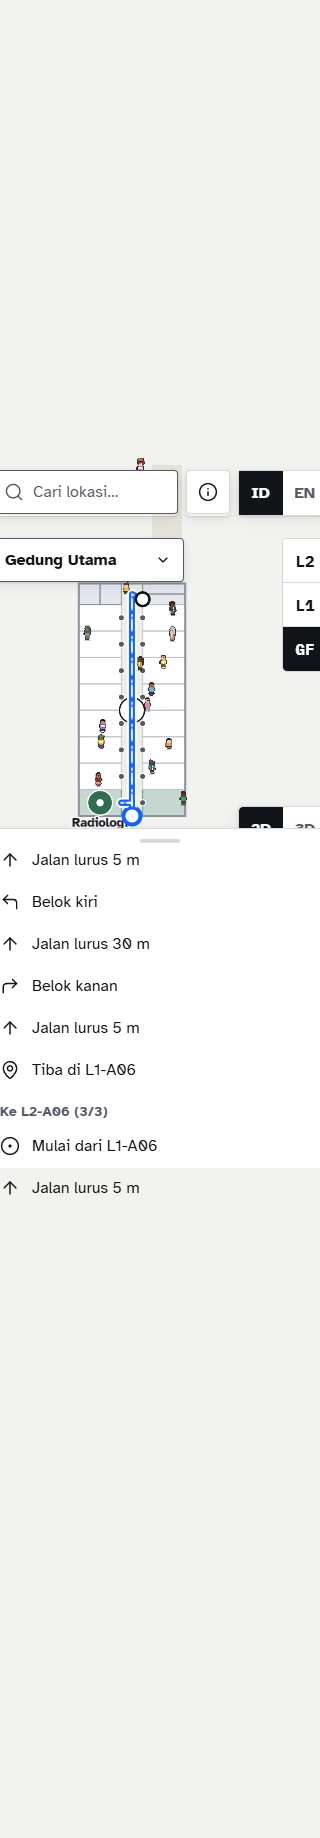 Cari lokasi...
ID
EN
Gedung Utama
L2
L1
GF
Radiologi
2D
3D
Jalan lurus 5 m
Belok kiri
Jalan lurus 30 m
Belok kanan
Jalan lurus 5 m
Tiba di L1-A06
Ke L2-A06 (3/3)
Mulai dari L1-A06
Jalan lurus 5 m